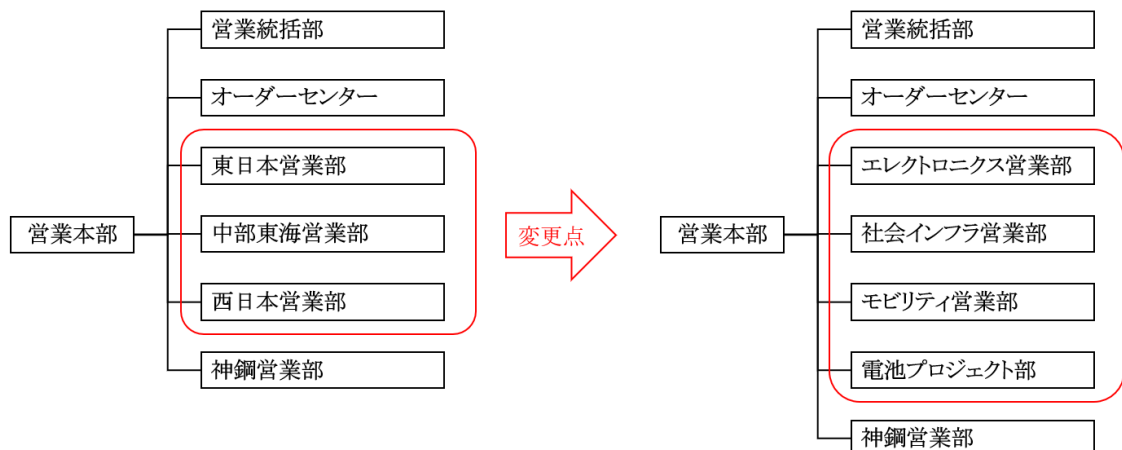 営業本部
営業統括部
オーダーセンター
東日本営業部
中部東海営業部
西日本営業部
神鋼営業部
変更点
営業本部
営業統括部
オーダーセンター
エレクトロニクス営業部
社会インフラ営業部
モビリティ営業部
電池プロジェクト部
神鋼営業部